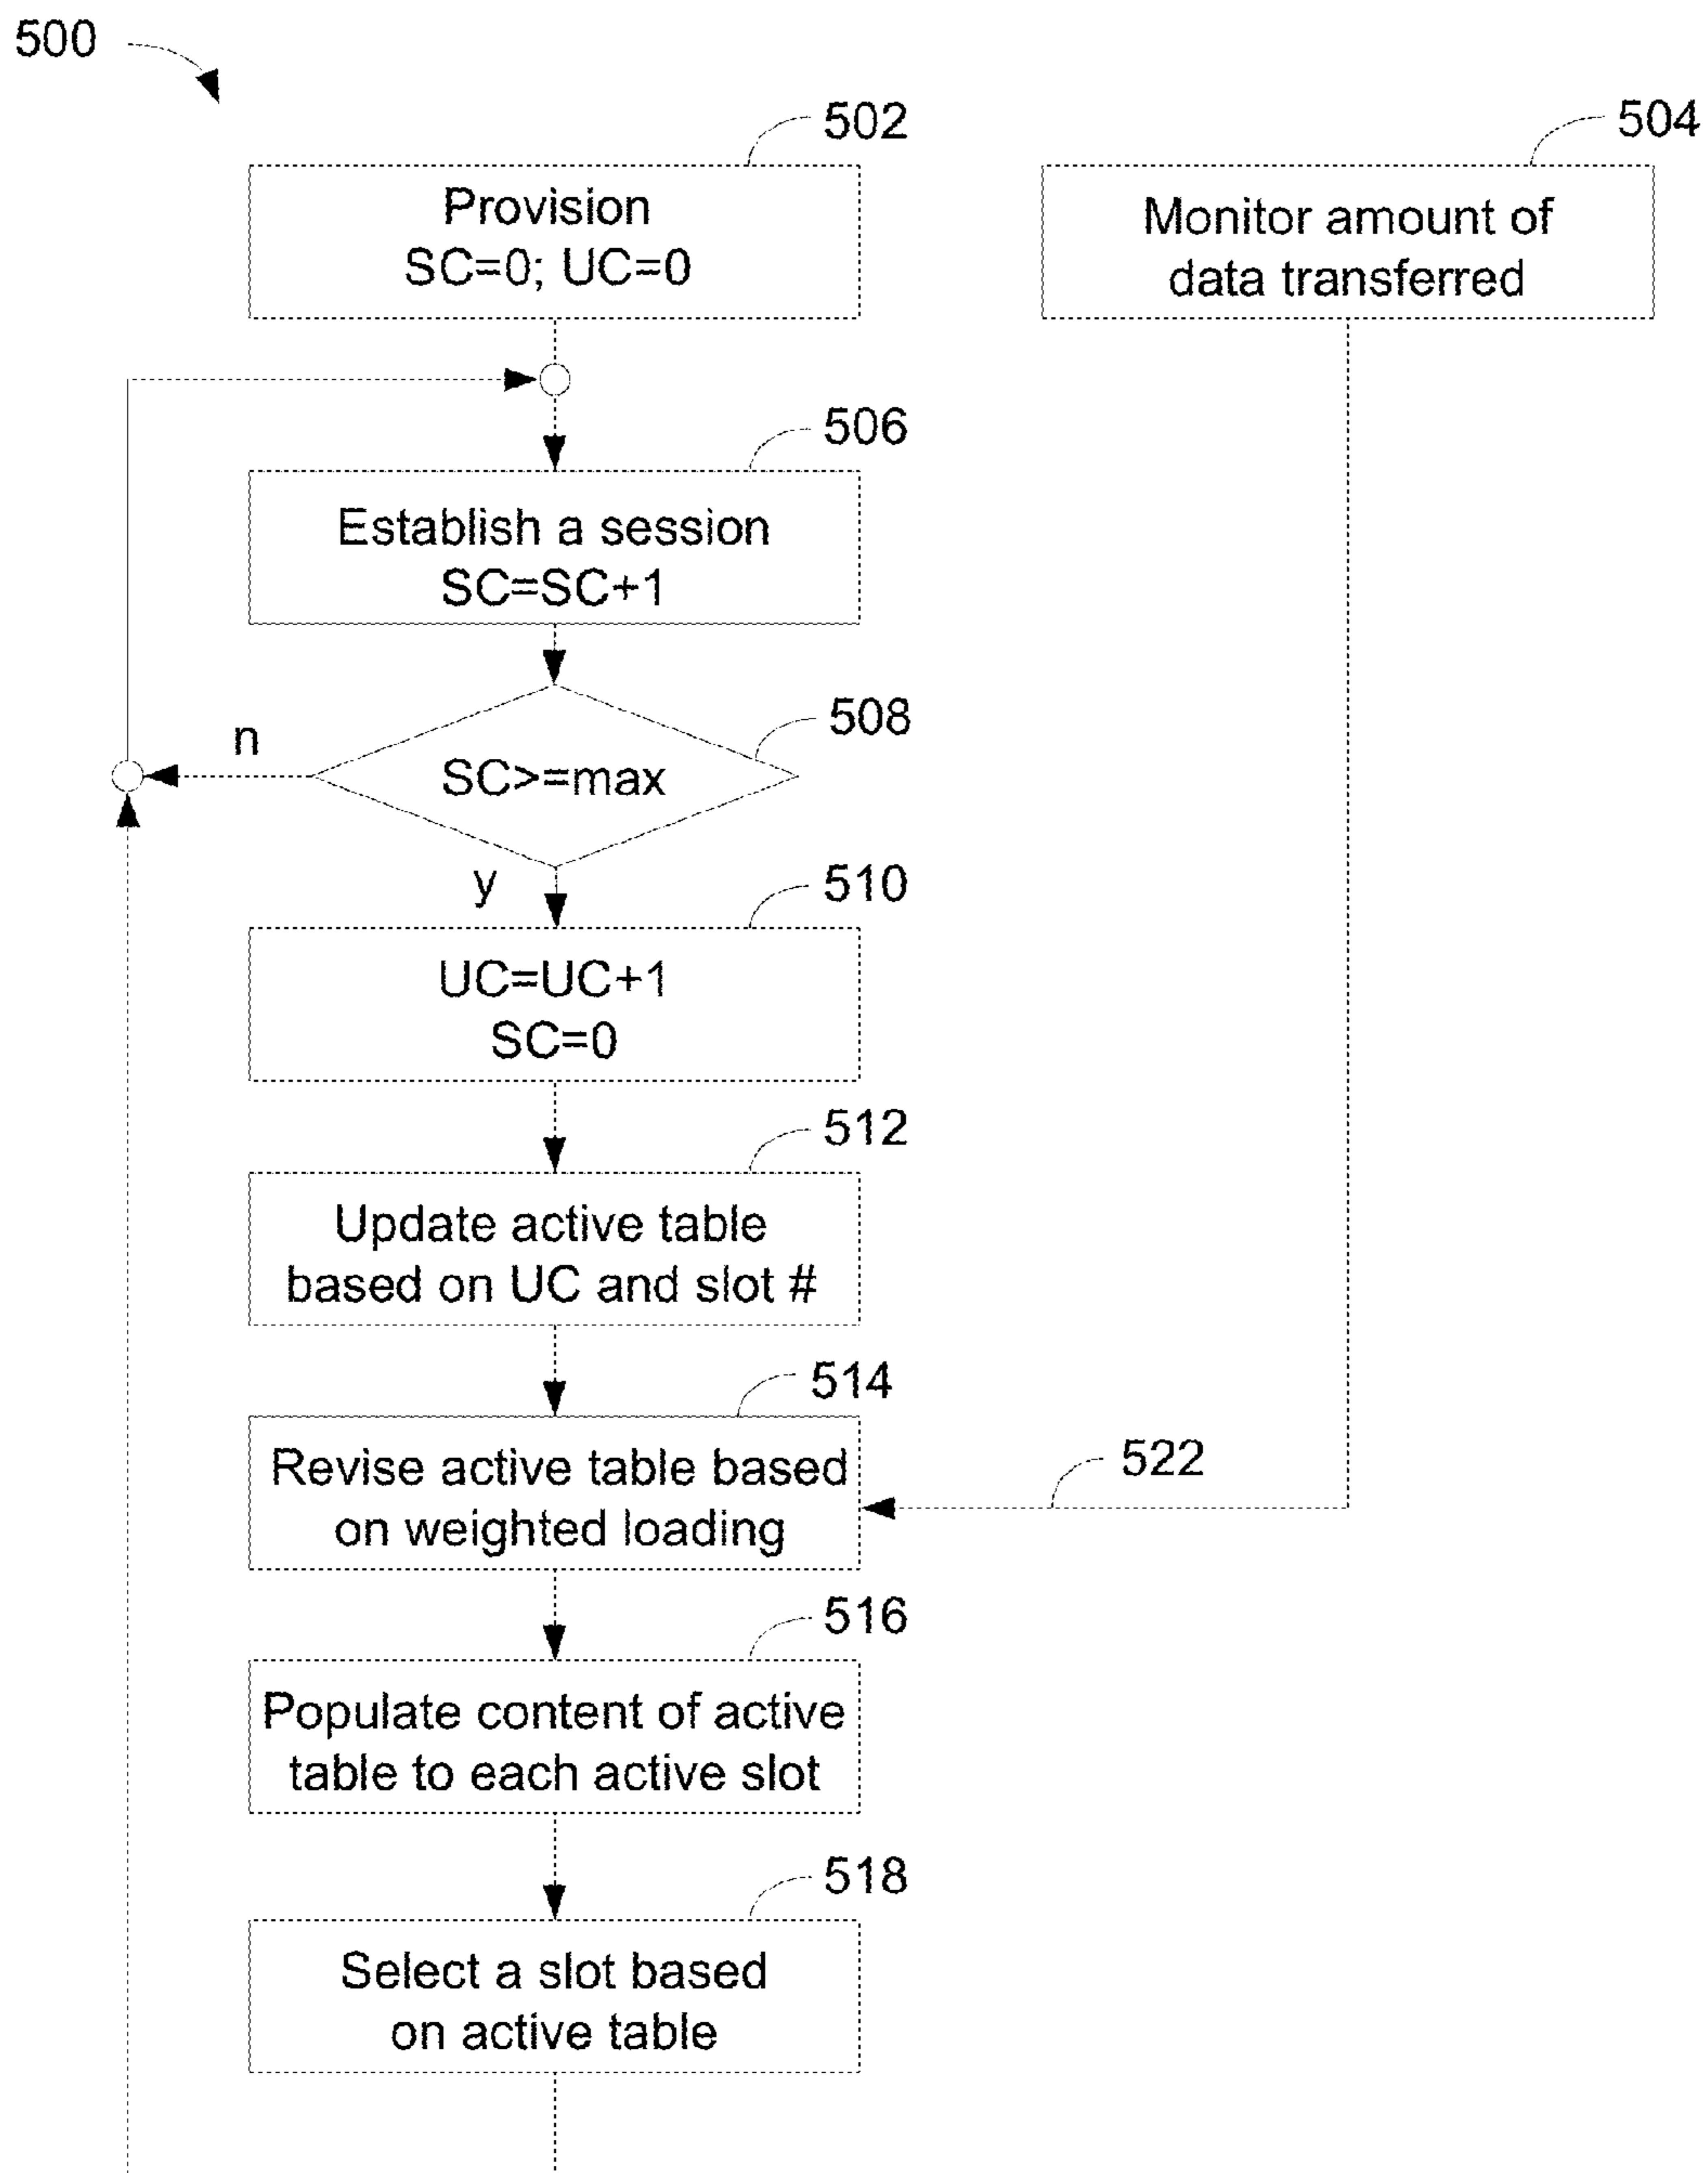 500
502
504
Provision
SC=0; UC=0
Monitor amount of
data transferred
506
Establish a session
SC=SC+1
508
n
SC>=max
y
510
UC=UC+1
SC=0
512
Update active table
based on UC and slot #
514
Revise active table based
on weighted loading
522
516
Populate content of active
table to each active slot
518
Select a slot based
on active table